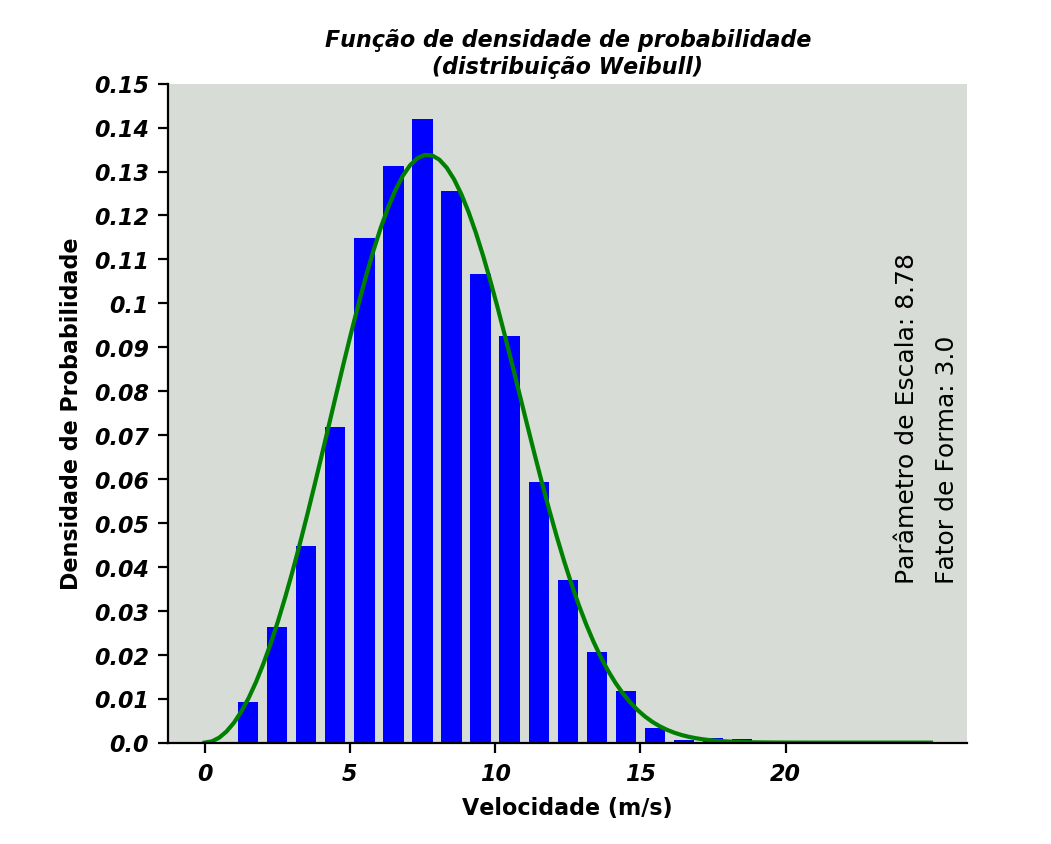 Função de densidade de probabilidade
(distribuição Weibull)
0.15
0.14
0.13
0.12
0.11
0.1
0.09
0.08
0.07
0.06
0.05
0.04
0.03
0.02
0.01
0.0
Densidade de Probabilidade
Parâmetro de Escala: 8.78
Fator de Forma: 3.0
0 5 10 15 20
Velocidade (m/s)